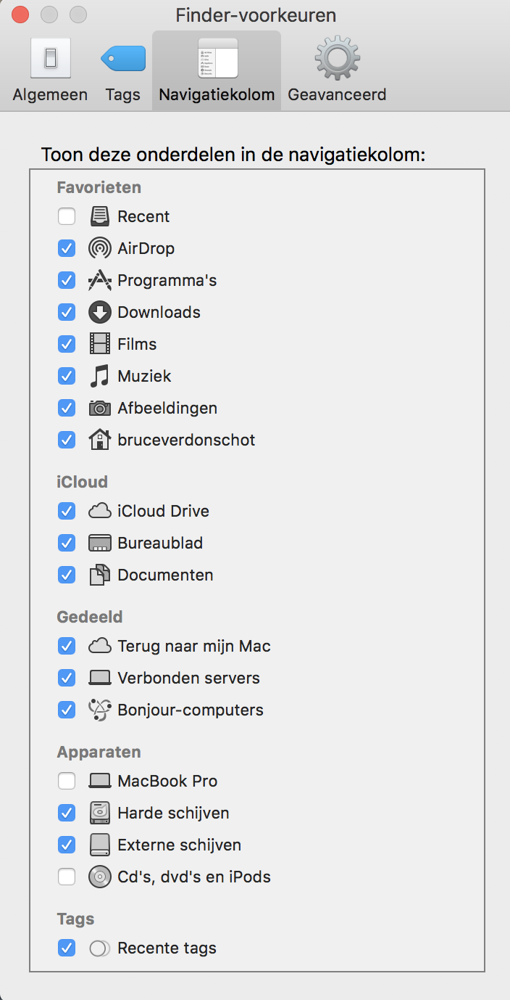 Finder-voorkeuren
Algemeen Tags Navigatiekolom Geavanceerd
Toon deze onderdelen in de navigatiekolom:
Favorieten
Recent
AirDrop
Programma's
Downloads
Films
Muziek
Afbeeldingen
bruceverdonschot
iCloud
iCloud Drive
Bureaublad
Documenten
Gedeeld
Terug naar mijn Mac
Verbonden servers
Bonjour-computers
Apparaten
MacBook Pro
Harde schijven
Externe schijven
Cd's, dvd's en iPods
Tags
Recente tags